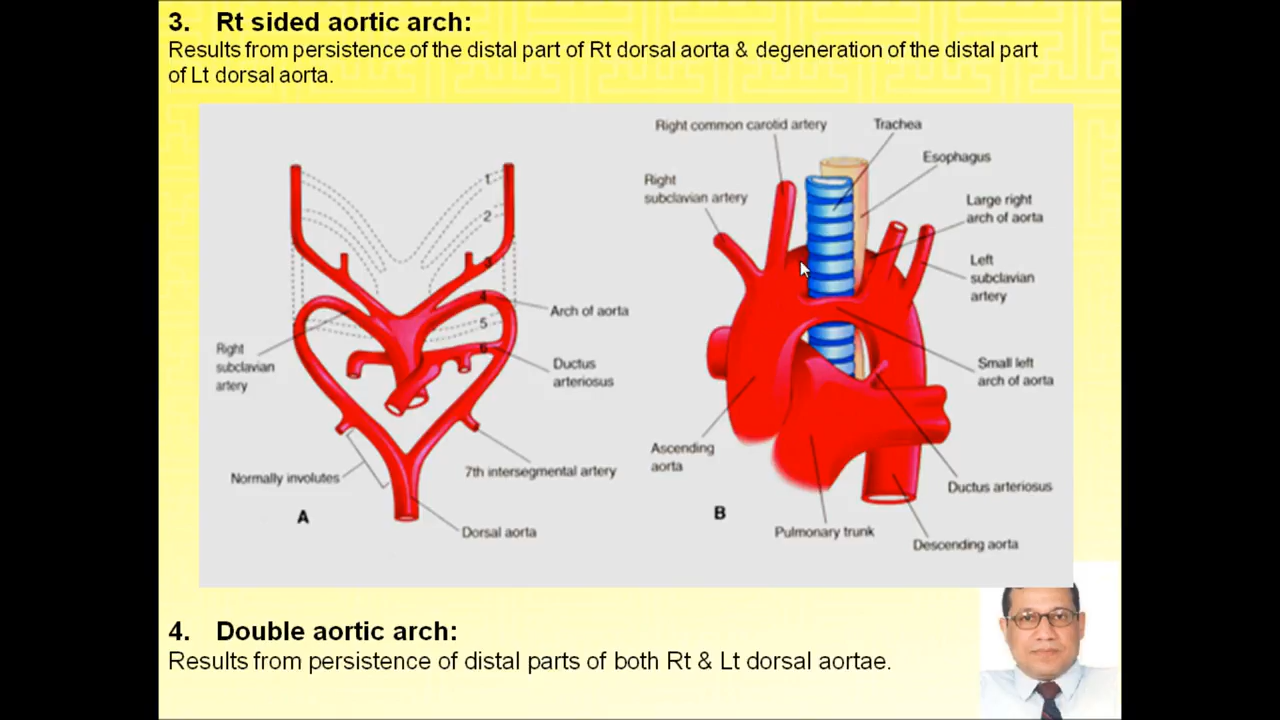 3. Rt sided aortic arch:
Results from persistence of the distal part of Rt dorsal aorta & degeneration of the distal part
of Lt dorsal aorta.
1
2
3
4
5
6
Arch of aorta
Right
subclavian
artery
Ductus
arteriosus
Normally involutes
7th intersegmental artery
A
Dorsal aorta
Right common carotid artery
Trachea
Esophagus
Right
subclavian artery
Large right
arch of aorta
Left
subclavian
artery
Small left
arch of aorta
Ascending
aorta
Ductus arteriosus
B
Pulmonary trunk
Descending aorta
4. Double aortic arch:
Results from persistence of distal parts of both Rt & Lt dorsal aortae.